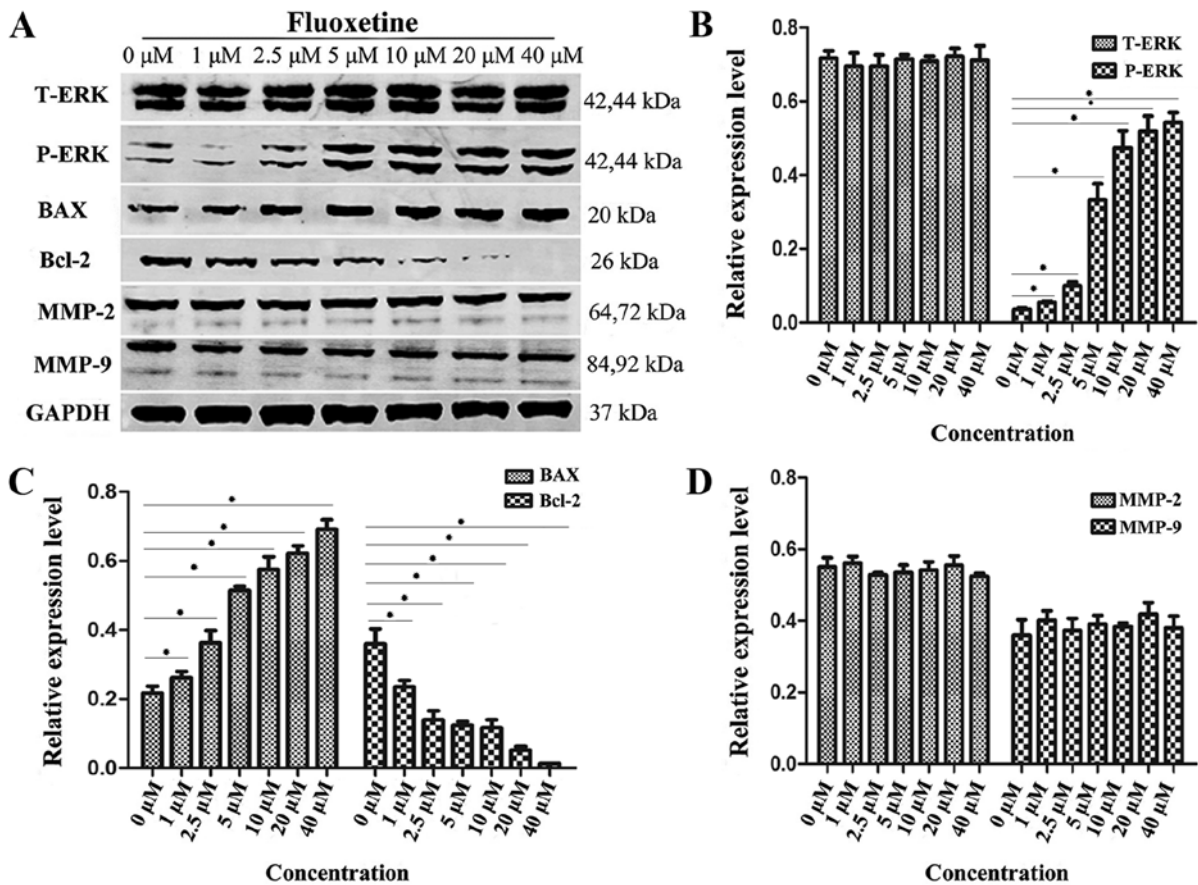 A
Fluoxetine
0 μM 1 μM 2.5 μM 5 μM 10 μM 20 μM 40 μM
T-ERK 42,44 kDa
P-ERK 42,44 kDa
BAX 20 kDa
Bcl-2 26 kDa
MMP-2 64,72 kDa
MMP-9 84,92 kDa
GAPDH 37 kDa
B
T-ERK
P-ERK
Relative expression level
0.8
0.6
0.4
0.2
0.0
0 μM 1 μM 2.5 μM 5 μM 10 μM 20 μM 40 μM 0 μM 1 μM 2.5 μM 5 μM 10 μM 20 μM 40 μM
Concentration
C
BAX
Bcl-2
Relative expression level
0.8
0.6
0.4
0.2
0.0
0 μM 1 μM 2.5 μM 5 μM 10 μM 20 μM 40 μM 0 μM 1 μM 2.5 μM 5 μM 10 μM 20 μM 40 μM
Concentration
D
MMP-2
MMP-9
Relative expression level
0.8
0.6
0.4
0.2
0.0
0 μM 1 μM 2.5 μM 5 μM 10 μM 20 μM 40 μM 0 μM 1 μM 2.5 μM 5 μM 10 μM 20 μM 40 μM
Concentration